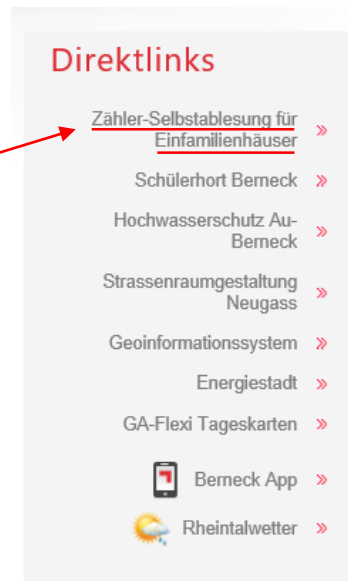 Direktlinks
Zähler-Selbstablesung für
Einfamilienhäuser
Schülerhort Berneck
Hochwasserschutz Au-
Berneck
Strassenraumgestaltung
Neugass
Geoinformationssystem
Energiestadt
GA-Flexi Tageskarten
Berneck App
Rheintalwetter